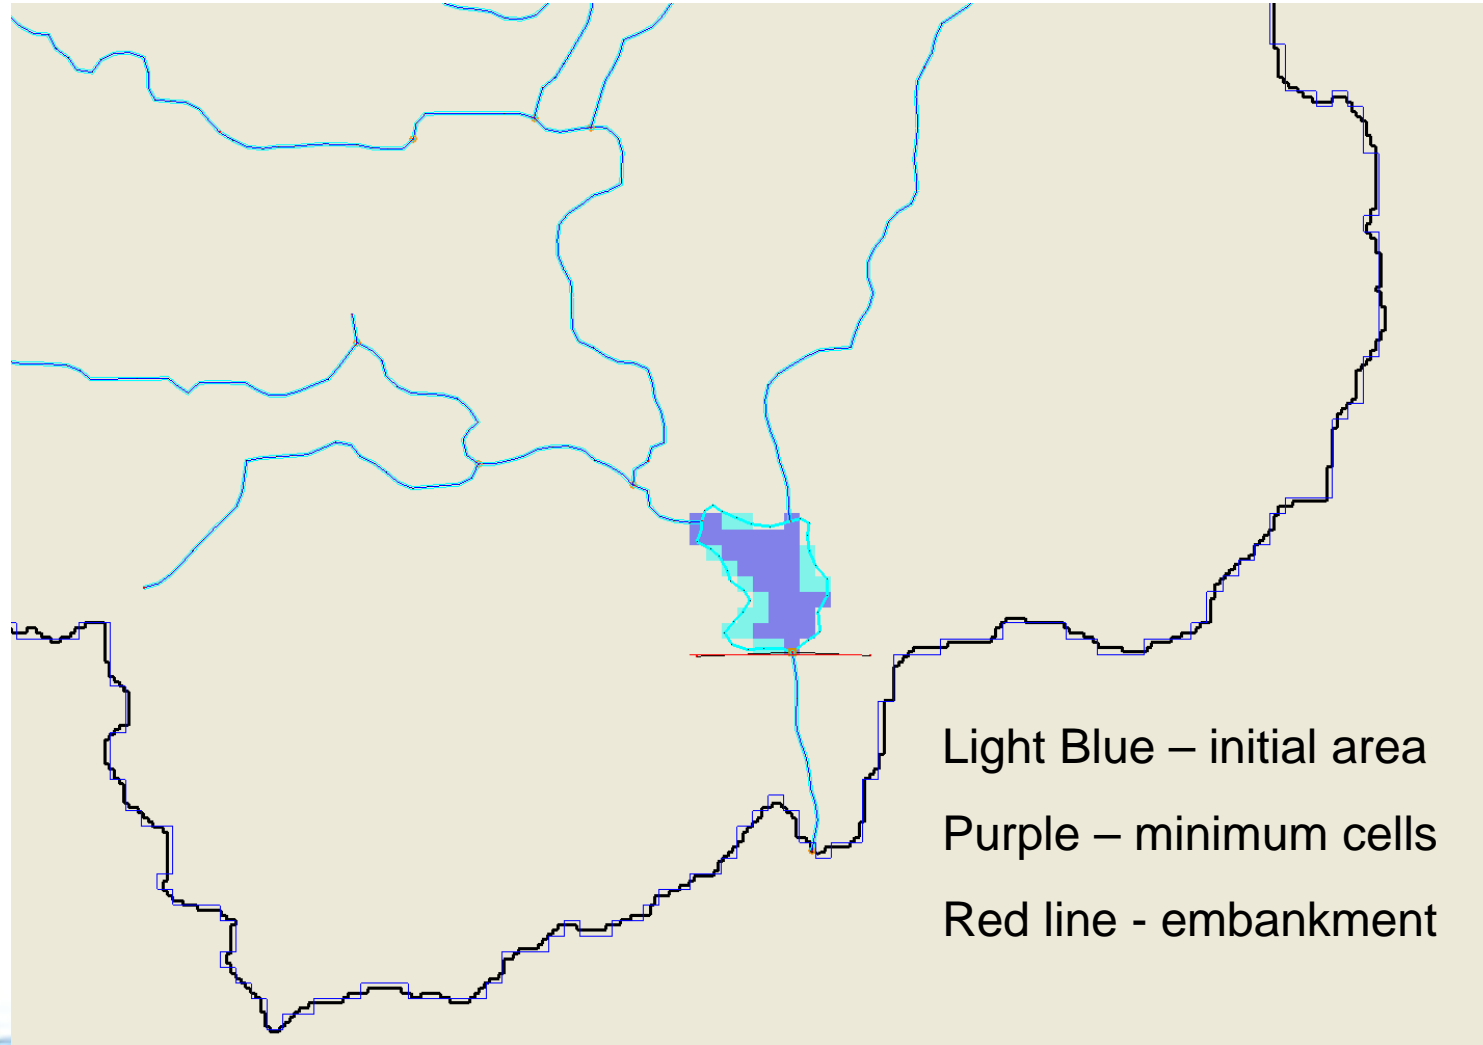 Light Blue – initial area
Purple – minimum cells
Red line - embankment